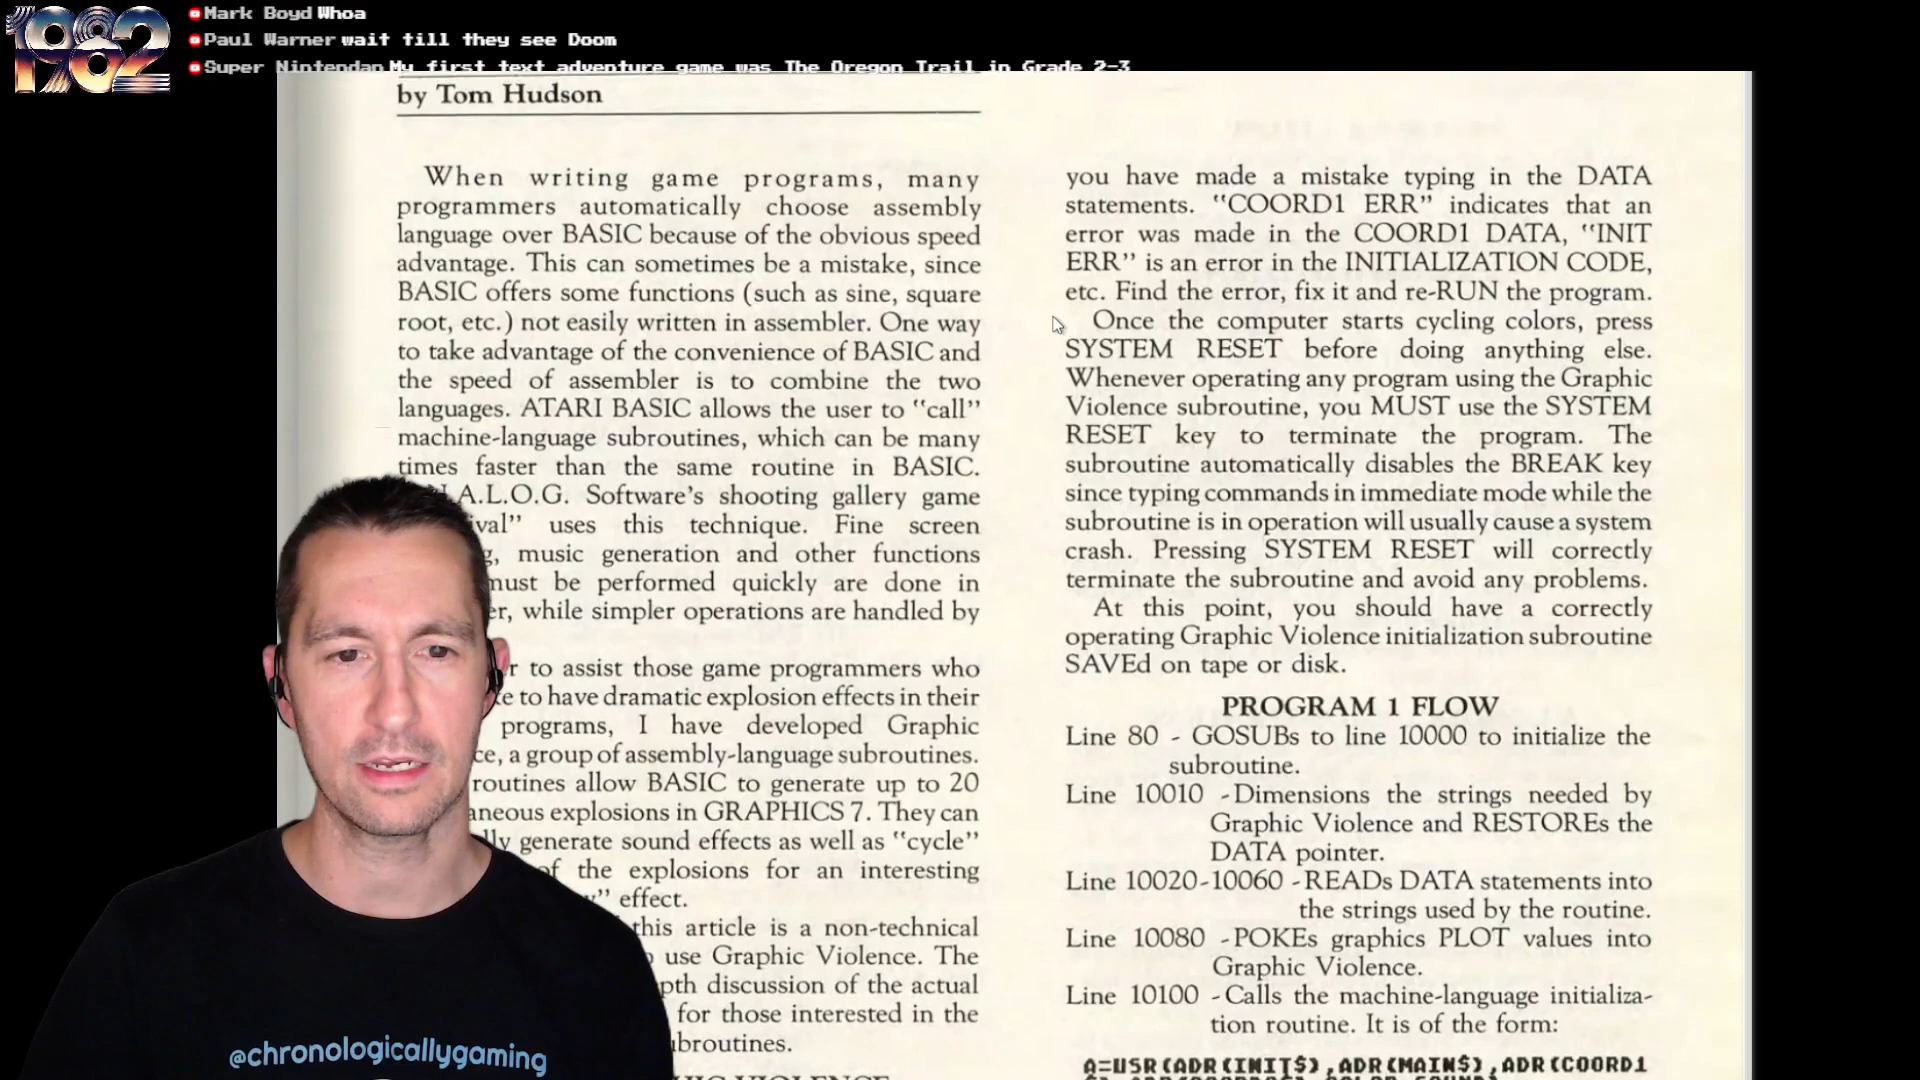 1982
Mark Boyd Whoa
Paul Warner wait till they see Doom
Super Nintendan My first text adventure game was The Oregon Trail in Grade 2-3
by Tom Hudson
When writing game programs, many
programmers automatically choose assembly
language over BASIC because of the obvious speed
advantage. This can sometimes be a mistake, since
BASIC offers some functions (such as sine, square
root, etc.) not easily written in assembler. One way
to take advantage of the convenience of BASIC and
the speed of assembler is to combine the two
languages. ATARI BASIC allows the user to "call"
machine-language subroutines, which can be many
times faster than the same routine in BASIC.
A.L.O.G. Software's shooting gallery game
ival" uses this technique. Fine screen
g, music generation and other functions
must be performed quickly are done in
er, while simpler operations are handled by
r to assist those game programmers who
ke to have dramatic explosion effects in their
programs, I have developed Graphic
ce, a group of assembly-language subroutines.
routines allow BASIC to generate up to 20
aneous explosions in GRAPHICS 7. They can
lly generate sound effects as well as "cycle"
of the explosions for an interesting
" effect.
this article is a non-technical
use Graphic Violence. The
pth discussion of the actual
for those interested in the
ubroutines.
HIC VIOLENCE
you have made a mistake typing in the DATA
statements. "COORD1 ERR" indicates that an
error was made in the COORD1 DATA, "INIT
ERR" is an error in the INITIALIZATION CODE,
etc. Find the error, fix it and re-RUN the program.
Once the computer starts cycling colors, press
SYSTEM RESET before doing anything else.
Whenever operating any program using the Graphic
Violence subroutine, you MUST use the SYSTEM
RESET key to terminate the program. The
subroutine automatically disables the BREAK key
since typing commands in immediate mode while the
subroutine is in operation will usually cause a system
crash. Pressing SYSTEM RESET will correctly
terminate the subroutine and avoid any problems.
At this point, you should have a correctly
operating Graphic Violence initialization subroutine
SAVEd on tape or disk.
PROGRAM 1 FLOW
Line 80 - GOSUBs to line 10000 to initialize the
subroutine.
Line 10010 -Dimensions the strings needed by
Graphic Violence and RESTOREs the
DATA pointer.
Line 10020-10060 -READs DATA statements into
the strings used by the routine.
Line 10080 -POKEs graphics PLOT values into
Graphic Violence.
Line 10100 -Calls the machine-language initializa-
tion routine. It is of the form:
A=USR(ADR(INIT$),ADR(MAIN$),ADR(COORD1
@chronologicallygaming